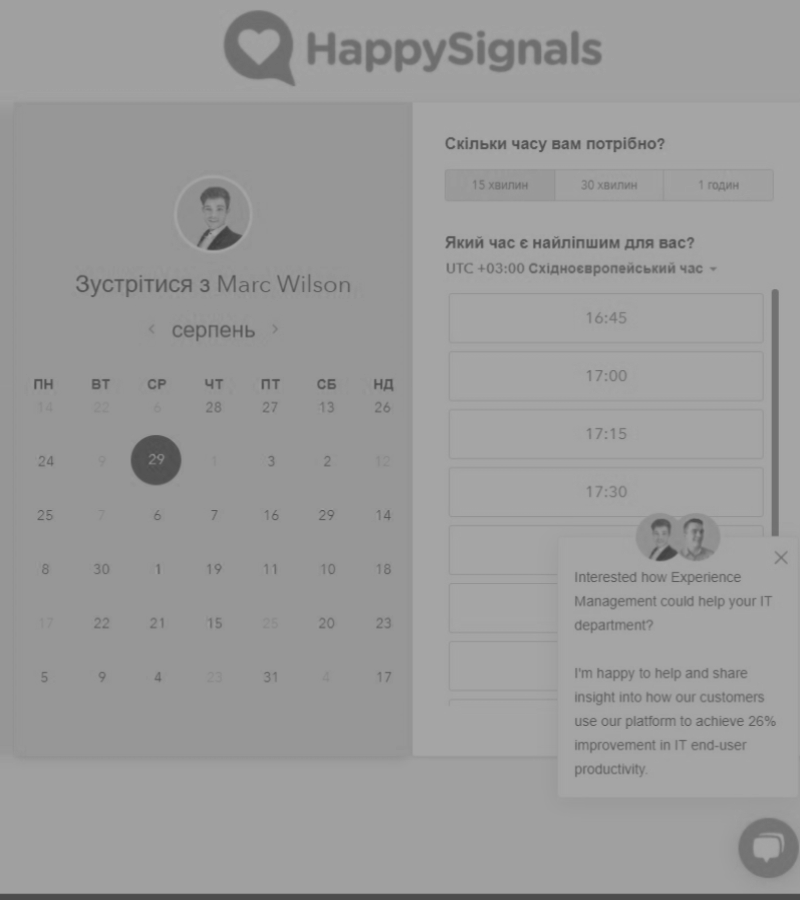 HappySignals
Зустрітися з Marc Wilson
серпень
ПН ВТ СР ЧТ ПТ СБ НД
14 22 6 28 27 13 26
24 9 29 1 3 2 12
25 7 6 7 16 29 14
8 30 1 19 11 10 18
17 22 21 15 25 20 23
5 9 4 23 31 4 17
Скільки часу вам потрібно?
15 хвилин 30 хвилин 1 годин
Який час є найліпшим для вас?
UTC +03:00 Східноєвропейський час
16:45
17:00
17:15
17:30
Interested how Experience
Management could help your IT
department?
I'm happy to help and share
insight into how our customers
use our platform to achieve 26%
improvement in IT end-user
productivity.